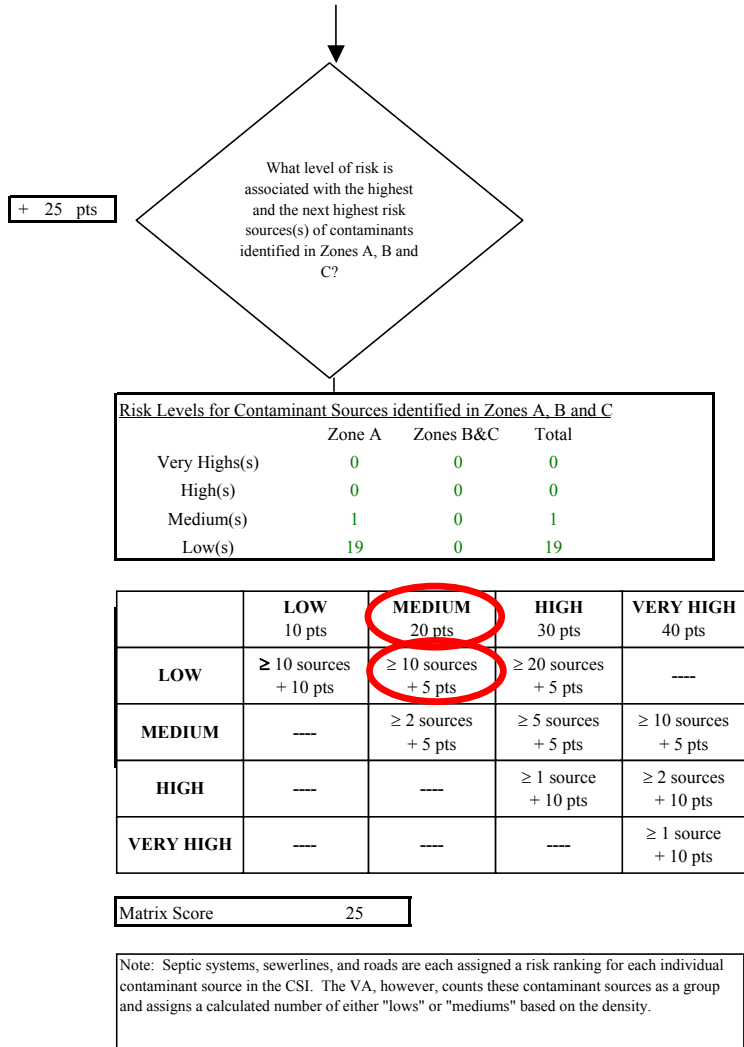 What level of risk is
associated with the highest
and the next highest risk
sources(s) of contaminants
identified in Zones A, B and
C?
+ 25 pts
Risk Levels for Contaminant Sources identified in Zones A, B and C
Zone A Zones B&C Total
Very Highs(s) 0 0 0
High(s) 0 0 0
Medium(s) 1 0 1
Low(s) 19 0 19
LOW MEDIUM HIGH VERY HIGH
10 pts 20 pts 30 pts 40 pts
LOW ≥ 10 sources ≥ 10 sources ≥ 20 sources ----
+ 10 pts + 5 pts + 5 pts
MEDIUM ---- ≥ 2 sources ≥ 5 sources ≥ 10 sources
+ 5 pts + 5 pts + 5 pts
HIGH ---- ---- ≥ 1 source ≥ 2 sources
+ 10 pts + 10 pts
VERY HIGH ---- ---- ---- ≥ 1 source
+ 10 pts
Matrix Score 25
Note: Septic systems, sewerlines, and roads are each assigned a risk ranking for each individual
contaminant source in the CSI. The VA, however, counts these contaminant sources as a group
and assigns a calculated number of either "lows" or "mediums" based on the density.